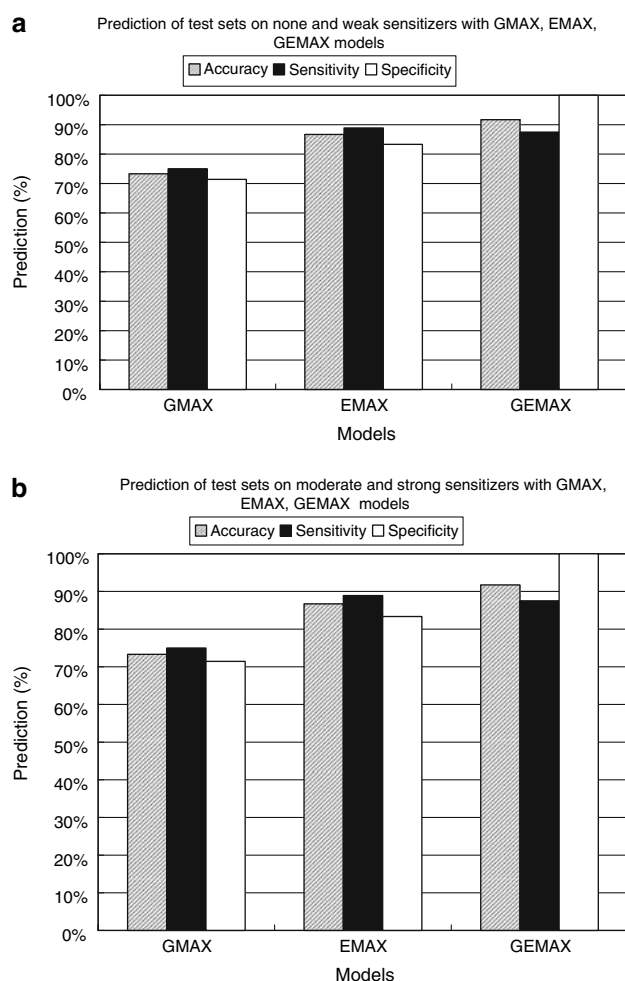 a
Prediction of test sets on none and weak sensitizers with GMAX, EMAX,
GEMAX models
Accuracy Sensitivity Specificity
100%
90%
80%
70%
60%
50%
40%
30%
20%
10%
0%
Prediction (%)
GMAX EMAX GEMAX
Models
b
Prediction of test sets on moderate and strong sensitizers with GMAX,
EMAX, GEMAX models
Accuracy Sensitivity Specificity
100%
90%
80%
70%
60%
50%
40%
30%
20%
10%
0%
Prediction (%)
GMAX EMAX GEMAX
Models